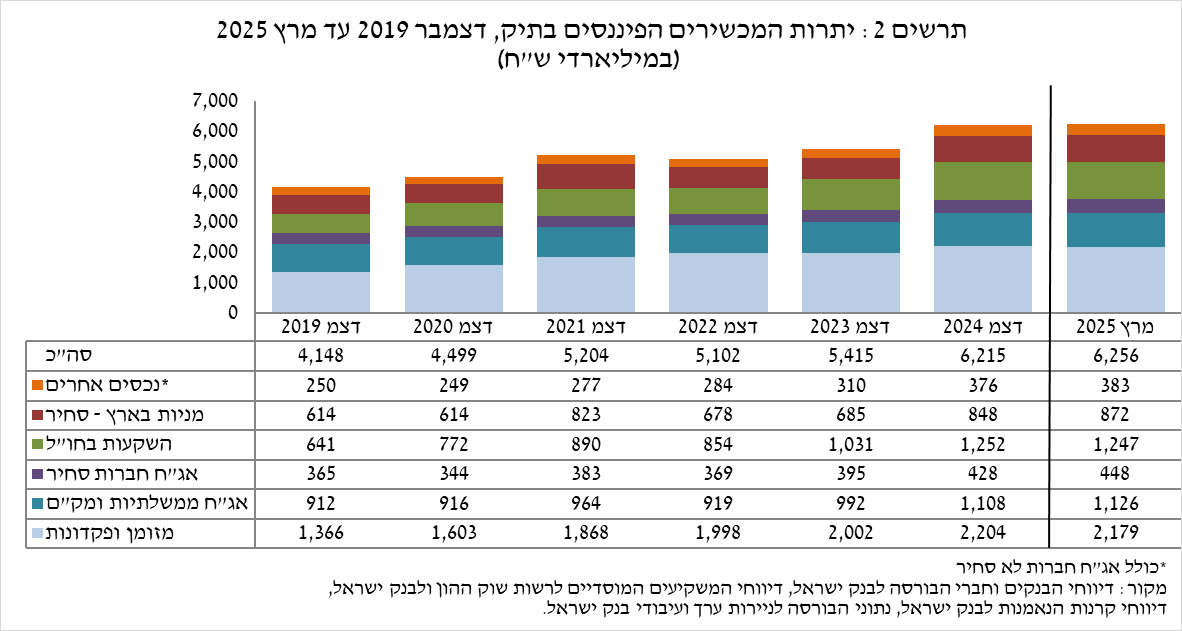 תרשים 2 : יתרות המכשירים הפיננסים בתיק, דצמבר 2019 עד מרץ 2025
(במיליארדי ש"ח)
7,000
6,000
5,000
4,000
3,000
2,000
1,000
0
דצמ 2019 דצמ 2020 דצמ 2021 דצמ 2022 דצמ 2023 דצמ 2024 מרץ 2025
סה"כ 4,148 4,499 5,204 5,102 5,415 6,215 6,256
*נכסים אחרים 250 249 277 284 310 376 383
מניות בארץ - סחיר 614 614 823 678 685 848 872
השקעות בחו"ל 641 772 890 854 1,031 1,252 1,247
אג"ח חברות סחיר 365 344 383 369 395 428 448
אג"ח ממשלתיות ומק"ם 912 916 964 919 992 1,108 1,126
מזומן ופקדונות 1,366 1,603 1,868 1,998 2,002 2,204 2,179
*כולל אג"ח חברות לא סחיר
מקור : דיווחי הבנקים וחברי הבורסה לבנק ישראל, דיווחי המשקיעים המוסדיים לרשות שוק ההון ולבנק ישראל,
דיווחי קרנות הנאמנות לבנק ישראל, נתוני הבורסה לניירות ערך ועיבודי בנק ישראל.